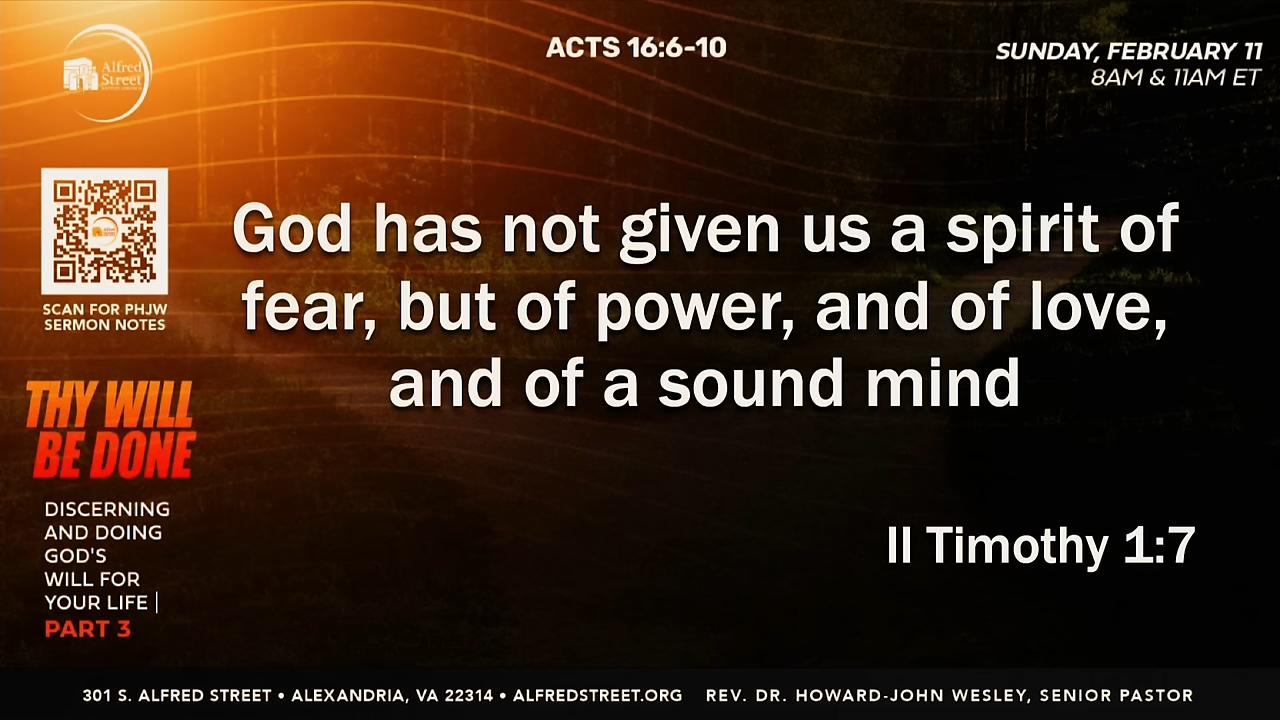 Alfred
Street
ACTS 16:6-10
SUNDAY, FEBRUARY 11
8AM & 11AM ET
God has not given us a spirit of
fear, but of power, and of love,
and of a sound mind
II Timothy 1:7
SCAN FOR PHJW
SERMON NOTES
THY WILL
BE DONE
DISCERNING
AND DOING
GOD'S
WILL FOR
YOUR LIFE |
PART 3
301 S. ALFRED STREET • ALEXANDRIA, VA 22314 • ALFREDSTREET.ORG REV. DR. HOWARD-JOHN WESLEY, SENIOR PASTOR